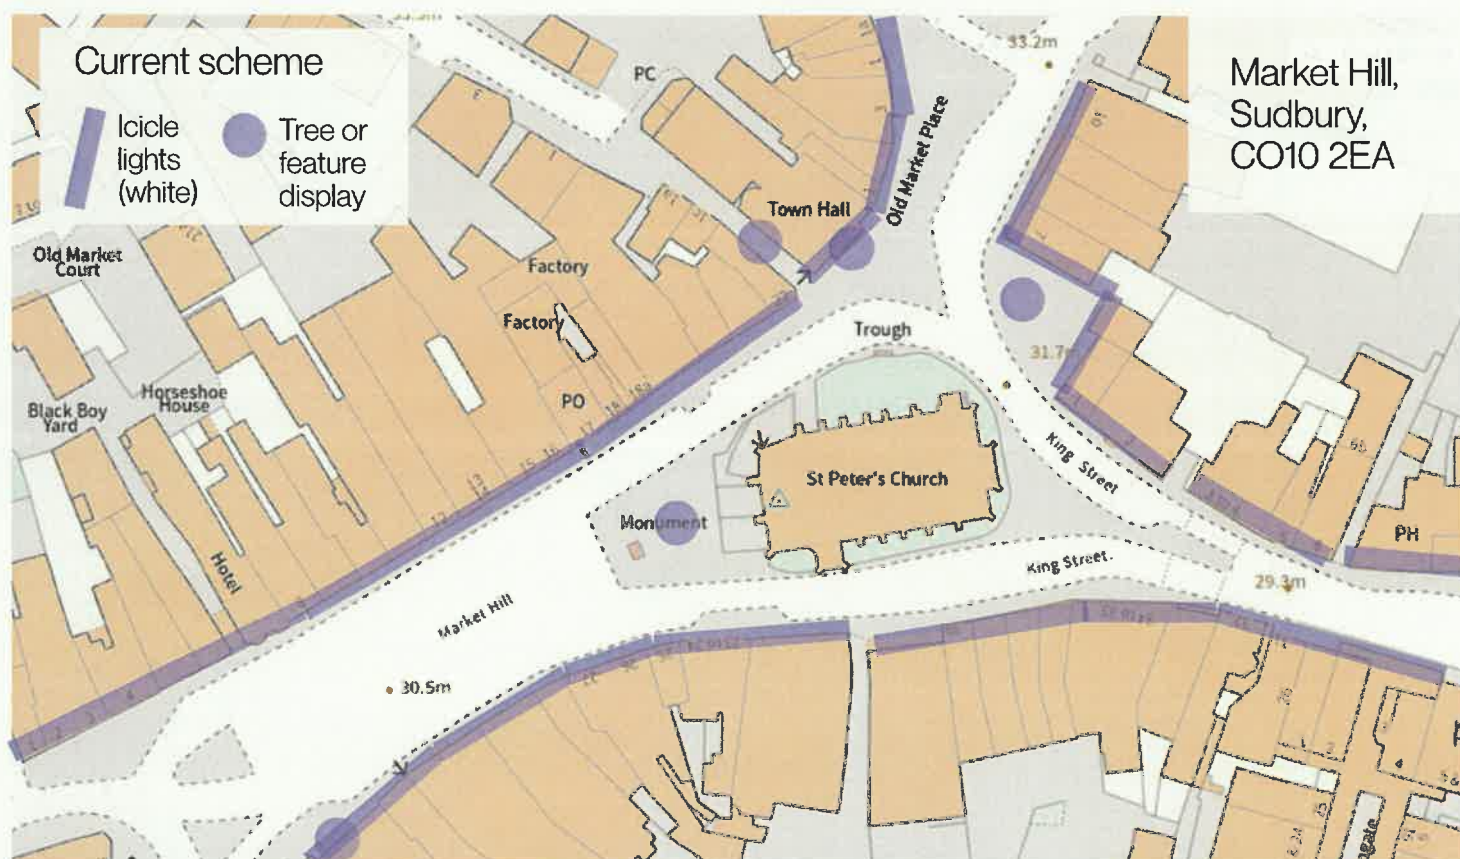 Current scheme
Icicle
lights
(white)
Tree or
feature
display
Market Hill,
Sudbury,
CO10 2EA
33.2m
PC
Old Market Place
Town Hall
Old Market
Court
Factory
Factory
Trough
31.7m
PO
Horseshoe
House
Black Boy
Yard
King Street
St Peter's Church
Monument
PH
Hotel
King Street
29.3m
Market Hill
30.5m